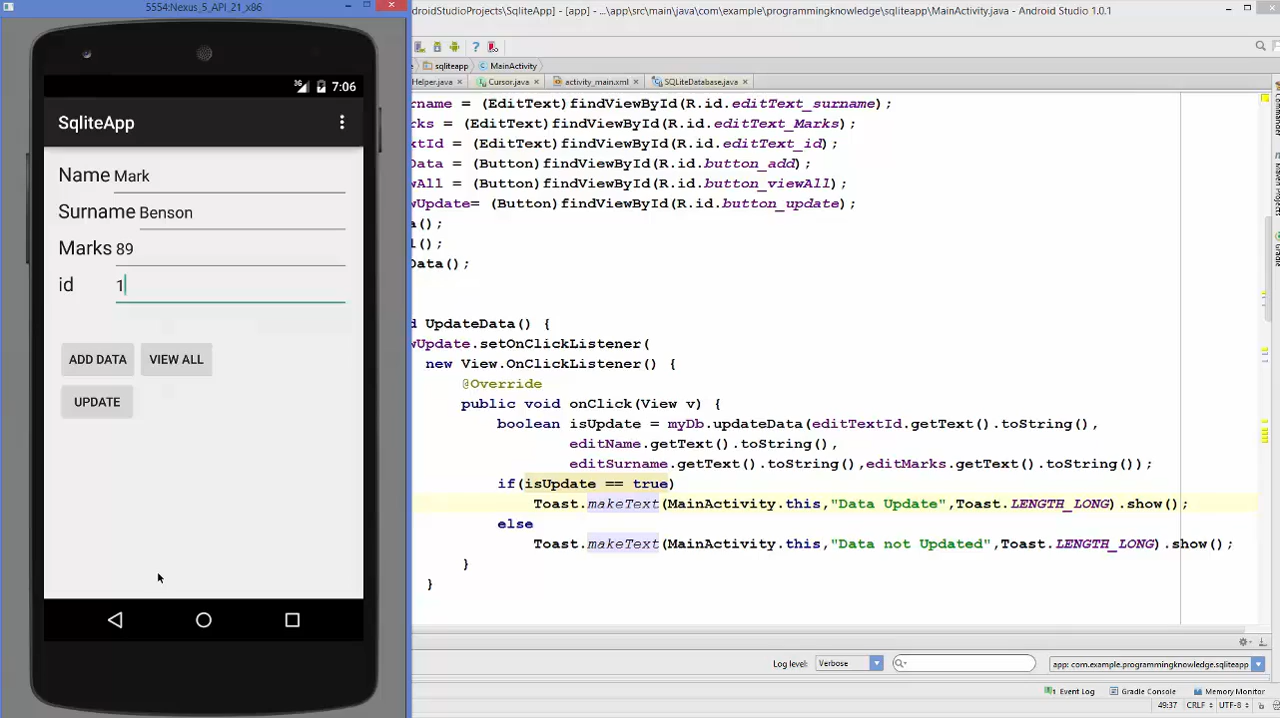 5554:Nexus_5_API_21_x86
ndroidStudioProjects\SqliteApp] - [app] - ...\app\src\main\java\com\example\programmingknowledge\sqliteapp\MainActivity.java - Android Studio 1.0.1
3G 7:06
SqliteApp
Name Mark
Surname Benson
Marks 89
id 1
ADD DATA VIEW ALL
UPDATE
sqliteapp MainActivity
Helper.java Cursor.java activity_main.xml SQLiteDatabase.java
rname = (EditText)findViewById(R.id.editText_surname);
rks = (EditText)findViewById(R.id.editText_Marks);
xtId = (EditText)findViewById(R.id.editText_id);
Data = (Button)findViewById(R.id.button_add);
wAll = (Button)findViewById(R.id.button_viewAll);
wUpdate= (Button)findViewById(R.id.button_update);
a();
l();
Data();
d UpdateData() {
wUpdate.setOnClickListener(
new View.OnClickListener() {
@Override
public void onClick(View v) {
boolean isUpdate = myDb.updateData(editTextId.getText().toString(),
editName.getText().toString(),
editSurname.getText().toString(),editMarks.getText().toString());
if(isUpdate == true)
Toast.makeText(MainActivity.this,"Data Update",Toast.LENGTH_LONG).show();
else
Toast.makeText(MainActivity.this,"Data not Updated",Toast.LENGTH_LONG).show();
}
}
Log level: Verbose app: com.example.programmingknowledge.sqliteapp
Event Log Gradle Console Memory Monitor
49:37 CRLF UTF-8